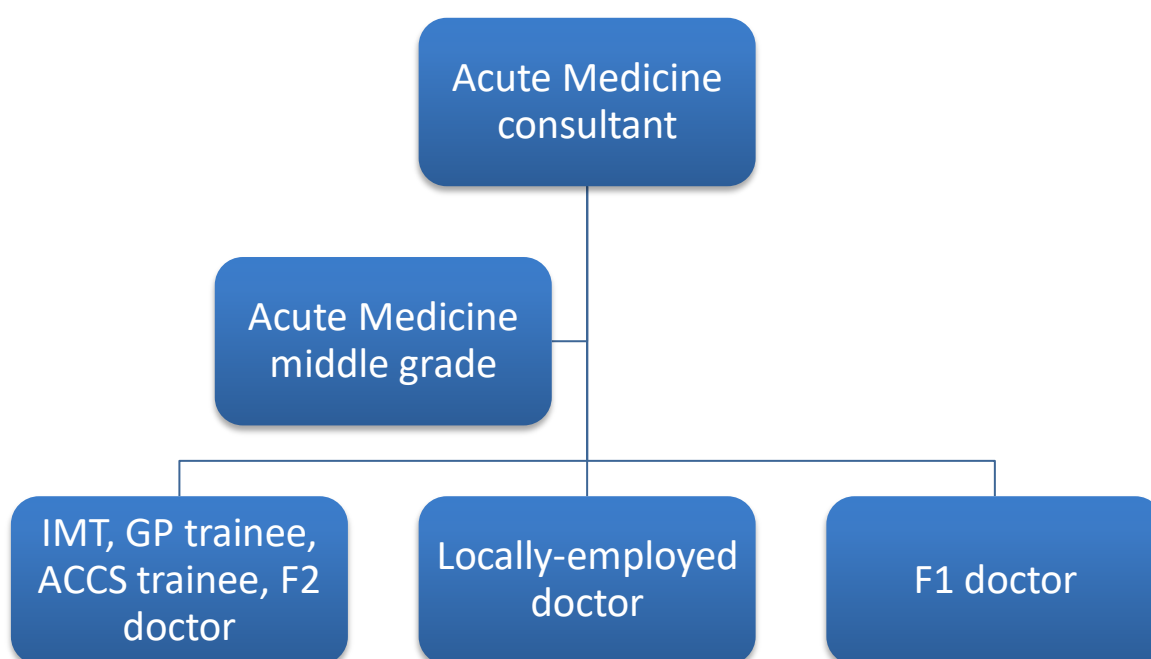 Acute Medicine
consultant
Acute Medicine
middle grade
IMT, GP trainee,
ACCS trainee, F2
doctor
Locally-employed
doctor
F1 doctor